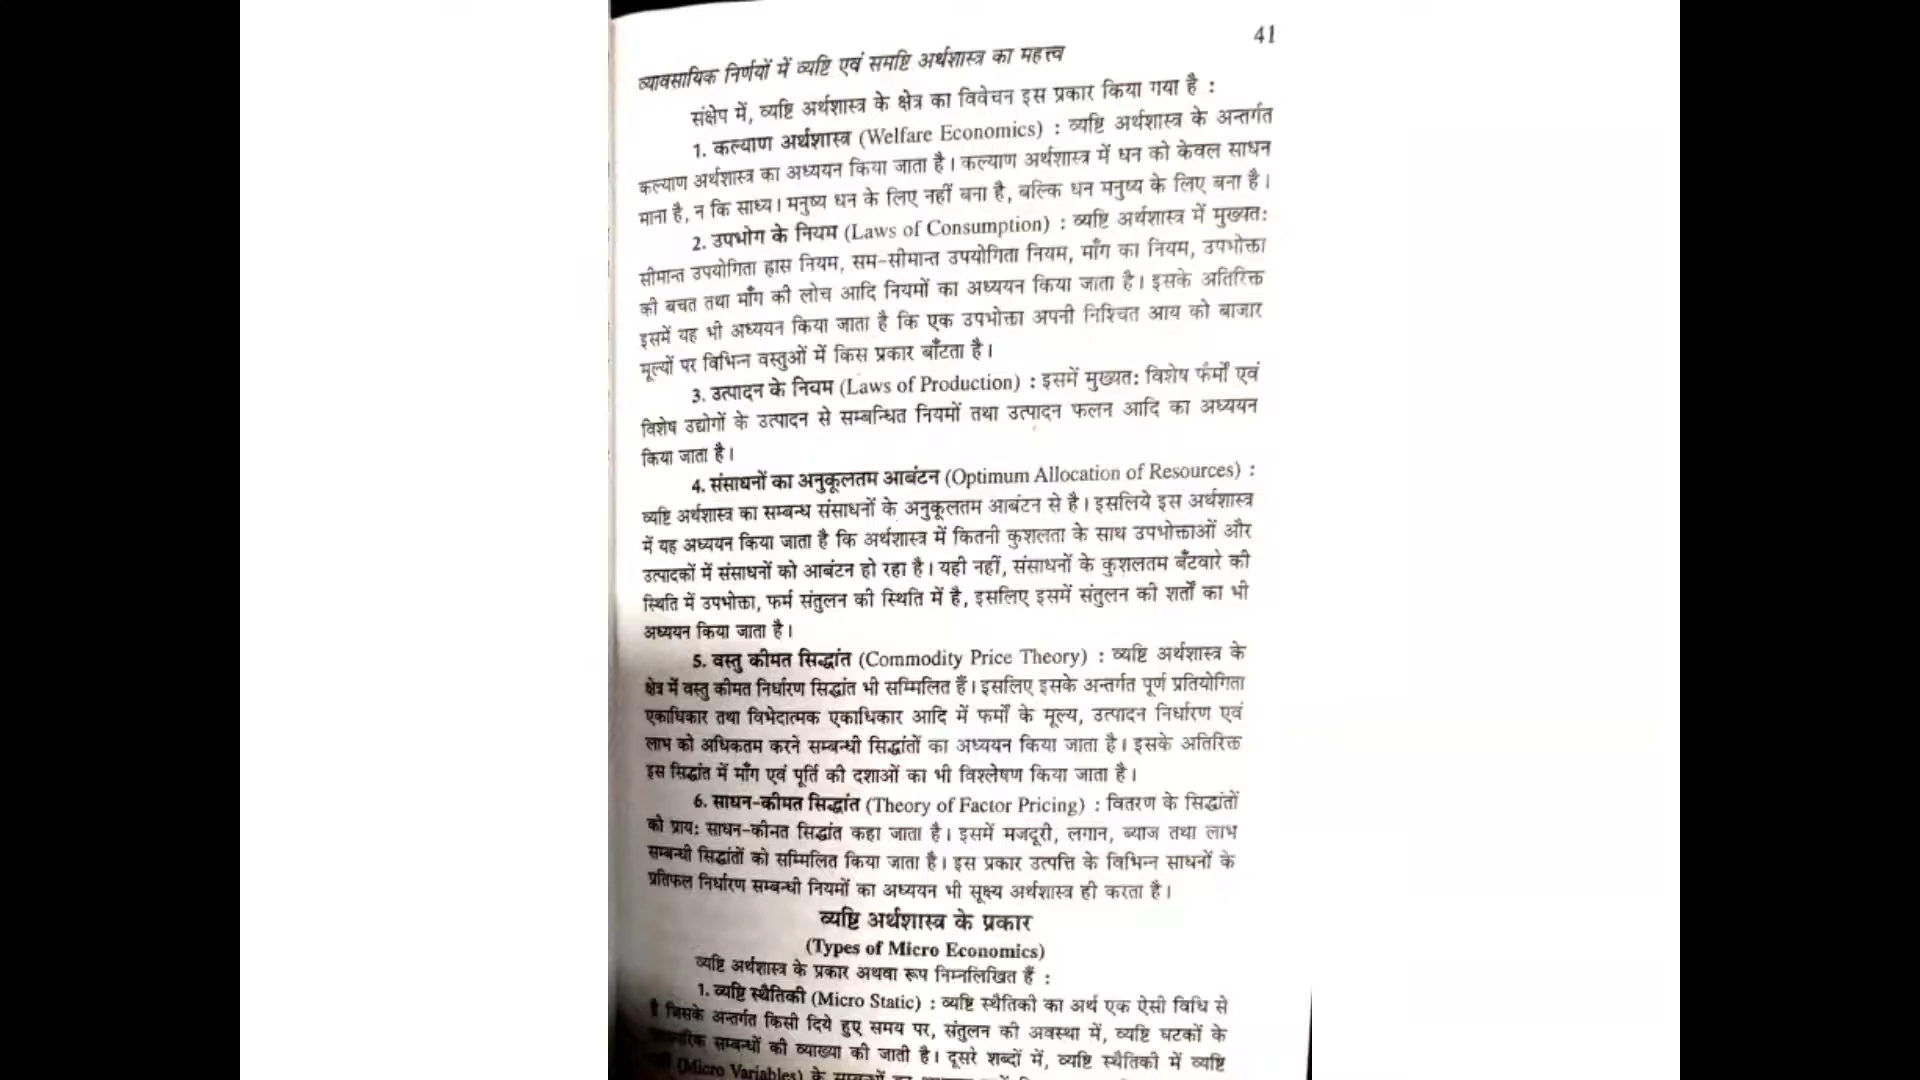 41
व्यावसायिक निर्णयों में व्यष्टि एवं समष्टि अर्थशास्त्र का महत्त्व
संक्षेप में, व्यष्टि अर्थशास्त्र के क्षेत्र का विवेचन इस प्रकार किया गया है :
1. कल्याण अर्थशास्त्र (Welfare Economics) : व्यष्टि अर्थशास्त्र के अन्तर्गत
कल्याण अर्थशास्त्र का अध्ययन किया जाता है। कल्याण अर्थशास्त्र में धन को केवल साधन
माना है, न कि साध्य। मनुष्य धन के लिए नहीं बना है, बल्कि धन मनुष्य के लिए बना है।
2. उपभोग के नियम (Laws of Consumption) : व्यष्टि अर्थशास्त्र में मुख्यत:
सीमान्त उपयोगिता ह्रास नियम, सम-सीमान्त उपयोगिता नियम, माँग का नियम, उपभोक्ता
की बचत तथा माँग की लोच आदि नियमों का अध्ययन किया जाता है। इसके अतिरिक्त
इसमें यह भी अध्ययन किया जाता है कि एक उपभोक्ता अपनी निश्चित आय को बाजार
मूल्यों पर विभिन्न वस्तुओं में किस प्रकार बाँटता है।
3. उत्पादन के नियम (Laws of Production) : इसमें मुख्यत: विशेष फर्मों एवं
विशेष उद्योगों के उत्पादन से सम्बन्धित नियमों तथा उत्पादन फलन आदि का अध्ययन
किया जाता है।
4. संसाधनों का अनुकूलतम आबंटन (Optimum Allocation of Resources) :
व्यष्टि अर्थशास्त्र का सम्बन्ध संसाधनों के अनुकूलतम आबंटन से है। इसलिये इस अर्थशास्त्र
में यह अध्ययन किया जाता है कि अर्थशास्त्र में कितनी कुशलता के साथ उपभोक्ताओं और
उत्पादकों में संसाधनों को आबंटन हो रहा है। यही नहीं, संसाधनों के कुशलतम बँटवारे की
स्थिति में उपभोक्ता, फर्म संतुलन की स्थिति में है, इसलिए इसमें संतुलन की शर्तों का भी
अध्ययन किया जाता है।
5. वस्तु कीमत सिद्धांत (Commodity Price Theory) : व्यष्टि अर्थशास्त्र के
क्षेत्र में वस्तु कीमत निर्धारण सिद्धांत भी सम्मिलित हैं। इसलिए इसके अन्तर्गत पूर्ण प्रतियोगिता
एकाधिकार तथा विभेदात्मक एकाधिकार आदि में फर्मों के मूल्य, उत्पादन निर्धारण एवं
लाभ को अधिकतम करने सम्बन्धी सिद्धांतों का अध्ययन किया जाता है। इसके अतिरिक्त
इस सिद्धांत में माँग एवं पूर्ति की दशाओं का भी विश्लेषण किया जाता है।
6. साधन-कीमत सिद्धांत (Theory of Factor Pricing) : वितरण के सिद्धांतों
को प्राय: साधन-कीनत सिद्धांत कहा जाता है। इसमें मजदूरी, लगान, ब्याज तथा लाभ
सम्बन्धी सिद्धांतों को सम्मिलित किया जाता है। इस प्रकार उत्पत्ति के विभिन्न साधनों के
प्रतिफल निर्धारण सम्बन्धी नियमों का अध्ययन भी सूक्ष्य अर्थशास्त्र ही करता है।
व्यष्टि अर्थशास्त्र के प्रकार
(Types of Micro Economics)
व्यष्टि अर्थशास्त्र के प्रकार अथवा रूप निम्नलिखित हैं :
1. व्यष्टि स्थैतिकी (Micro Static) : व्यष्टि स्थैतिकी का अर्थ एक ऐसी विधि से
है जिसके अन्तर्गत किसी दिये हुए समय पर, संतुलन की अवस्था में, व्यष्टि घटकों के
सम्बन्धों की व्याख्या की जाती है। दूसरे शब्दों में, व्यष्टि स्थैतिकी में व्यष्टि
(Micro Variables) के